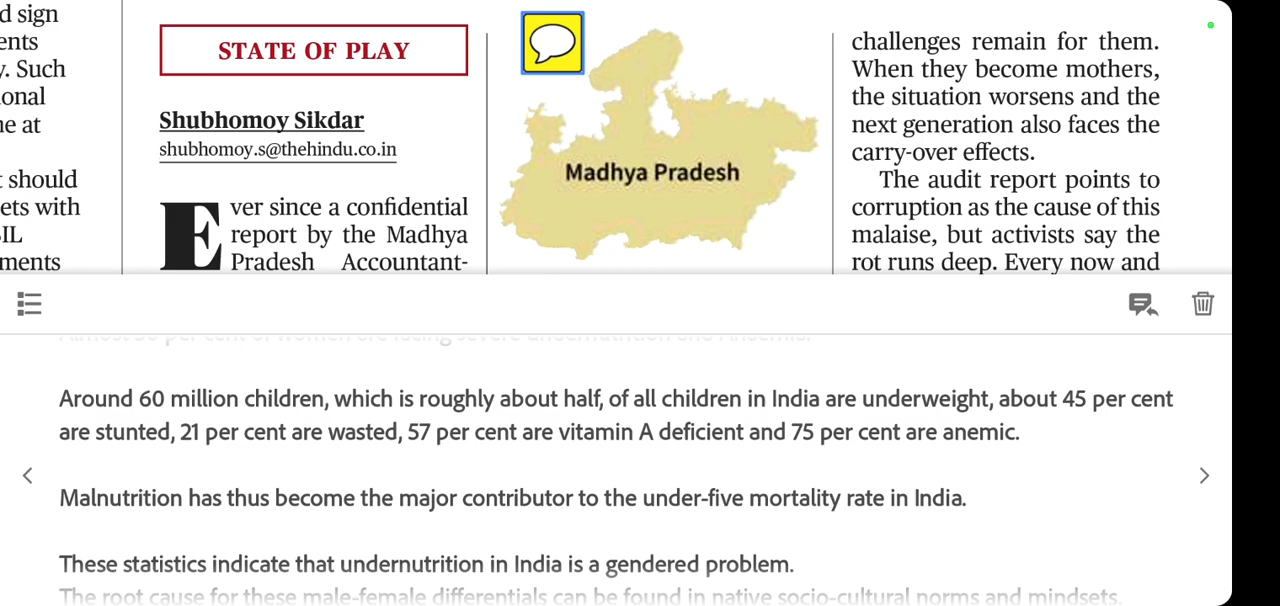 d sign
ents
y. Such
onal
ne at
t should
ets with
SIL
ments
STATE OF PLAY
Shubhomoy Sikdar
shubhomoy.s@thehindu.co.in
Ever since a confidential
report by the Madhya
Pradesh Accountant-
Madhya Pradesh
challenges remain for them.
When they become mothers,
the situation worsens and the
next generation also faces the
carry-over effects.
The audit report points to
corruption as the cause of this
malaise, but activists say the
rot runs deep. Every now and
Around 60 million children, which is roughly about half, of all children in India are underweight, about 45 per cent
are stunted, 21 per cent are wasted, 57 per cent are vitamin A deficient and 75 per cent are anemic.
Malnutrition has thus become the major contributor to the under-five mortality rate in India.
These statistics indicate that undernutrition in India is a gendered problem.
The root cause for these male-female differentials can be found in native socio-cultural norms and mindsets.